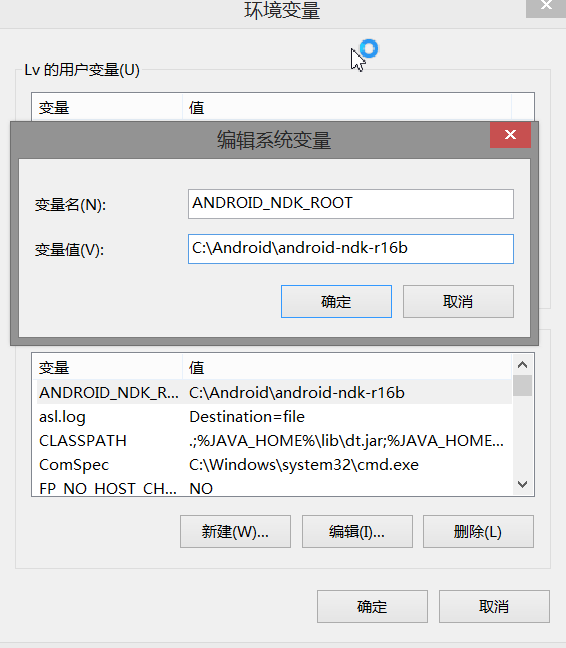 环境变量
Lv 的用户变量(U)
变量 值
编辑系统变量
变量名(N): ANDROID_NDK_ROOT
变量值(V): C:\Android\android-ndk-r16b
确定 取消
变量 值
ANDROID_NDK_R... C:\Android\android-ndk-r16b
asl.log Destination=file
CLASSPATH .;%JAVA_HOME%\lib\dt.jar;%JAVA_HOME...
ComSpec C:\Windows\system32\cmd.exe
FP_NO_HOST_CH... NO
新建(W)... 编辑(I)... 删除(L)
确定 取消